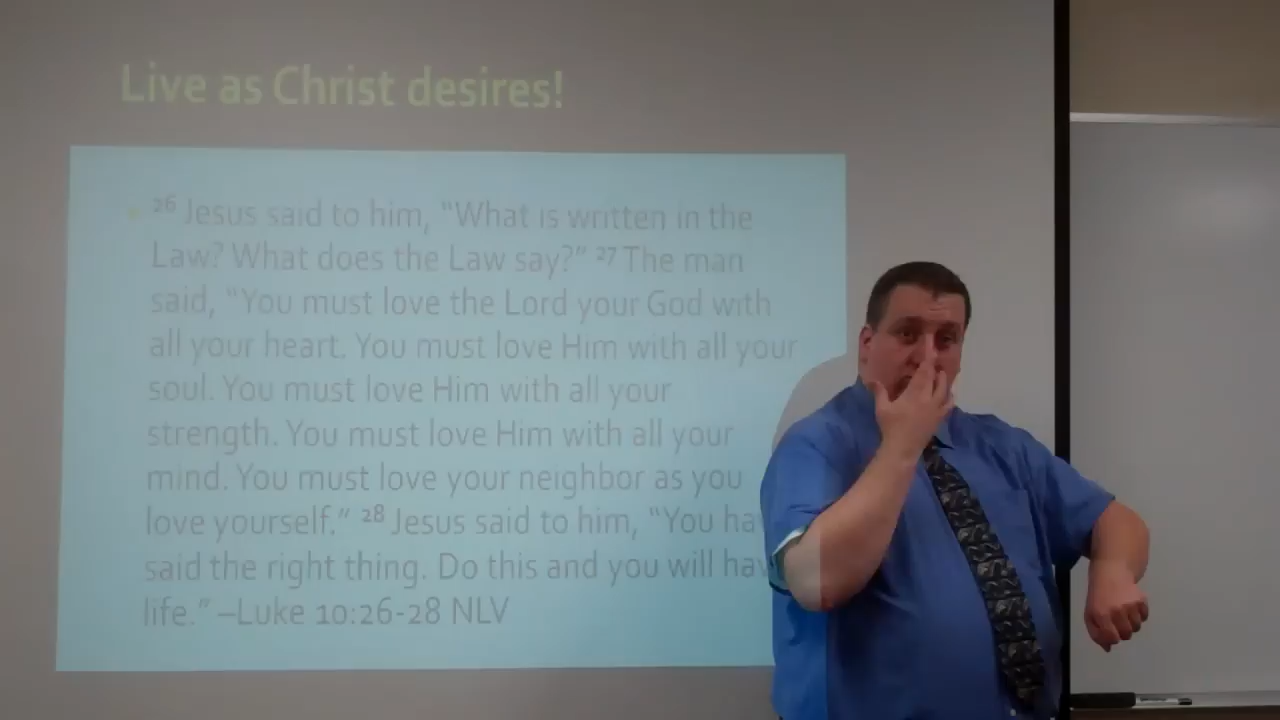 Live as Christ desires!
26 Jesus said to him, “What is written in the
Law? What does the Law say?” 27 The man
said, “You must love the Lord your God with
all your heart. You must love Him with all your
soul. You must love Him with all your
strength. You must love Him with all your
mind. You must love your neighbor as you
love yourself.” 28 Jesus said to him, “You ha
said the right thing. Do this and you will hav
life.” –Luke 10:26-28 NLV